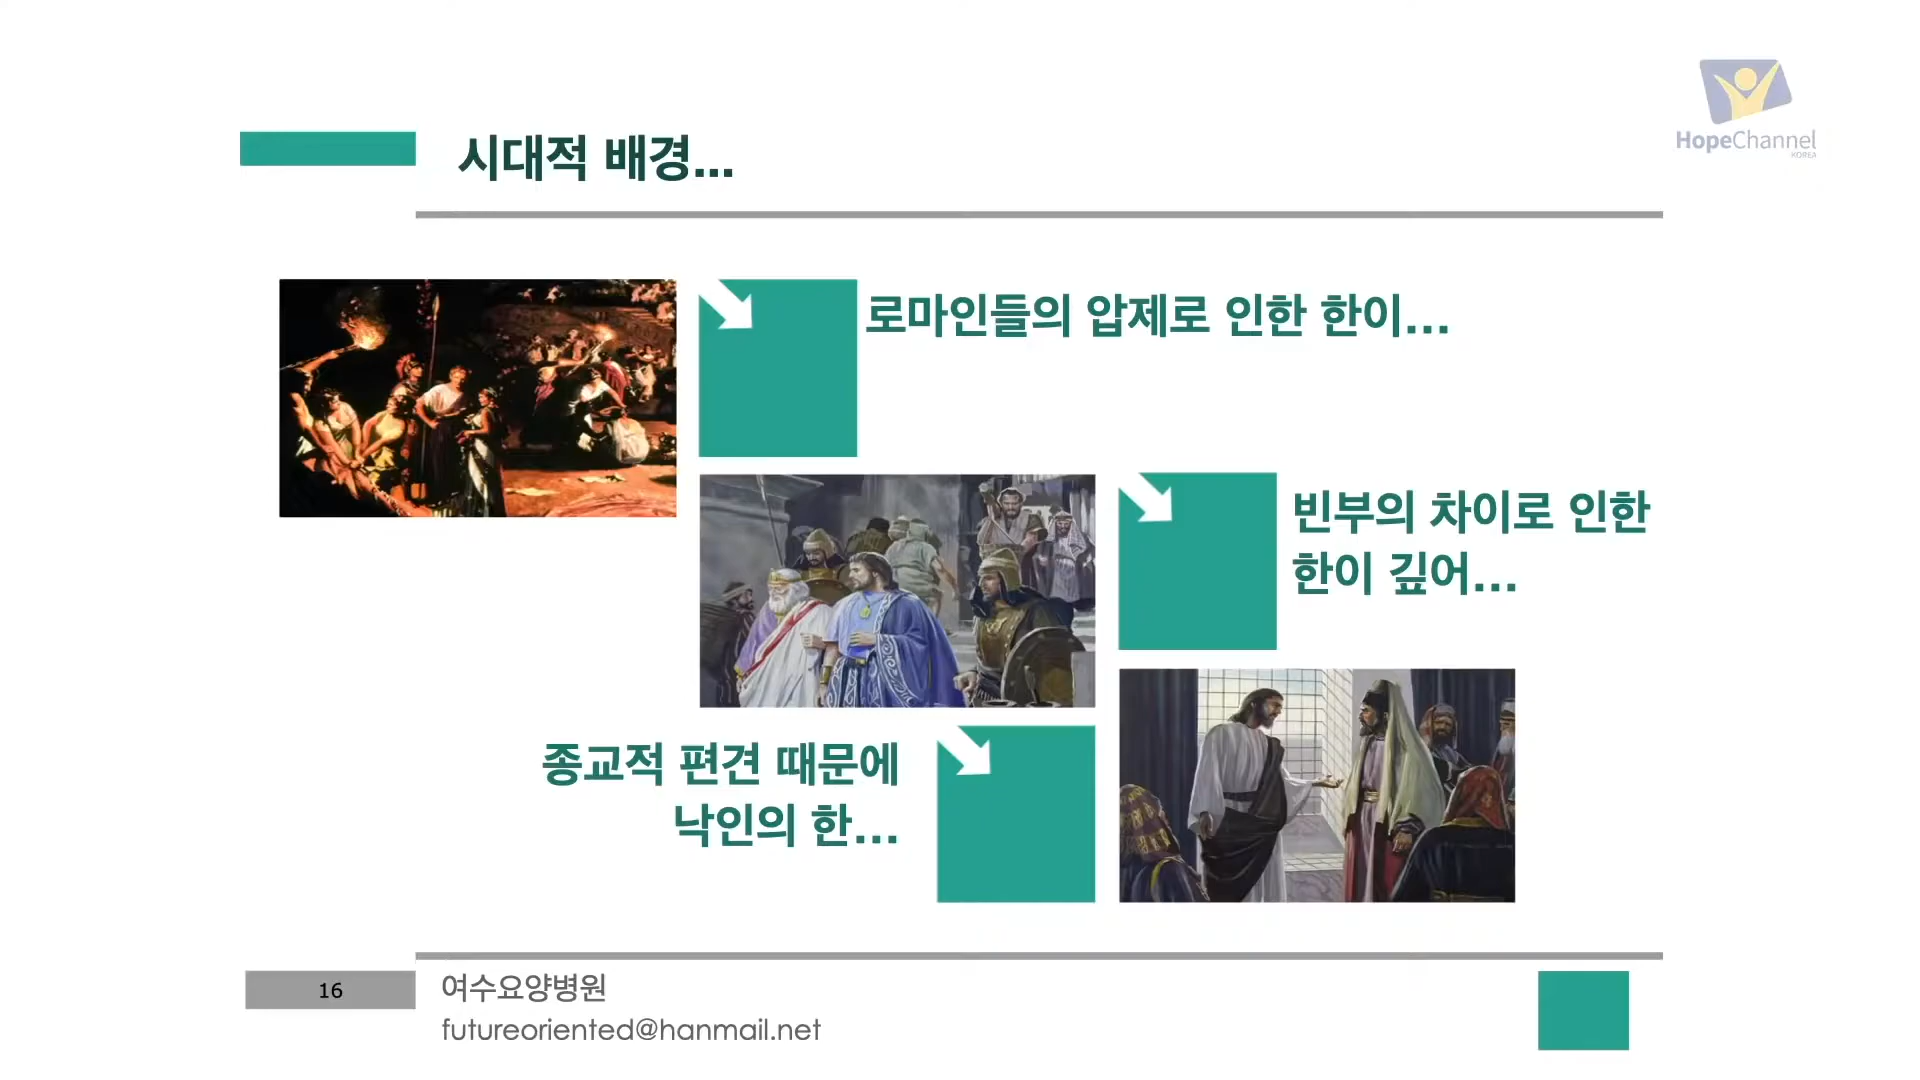 HopeChannel
KOREA
시대적 배경...
로마인들의 압제로 인한 한이...
빈부의 차이로 인한
한이 깊어...
종교적 편견 때문에
낙인의 한...
16
여수요양병원
futureoriented@hanmail.net